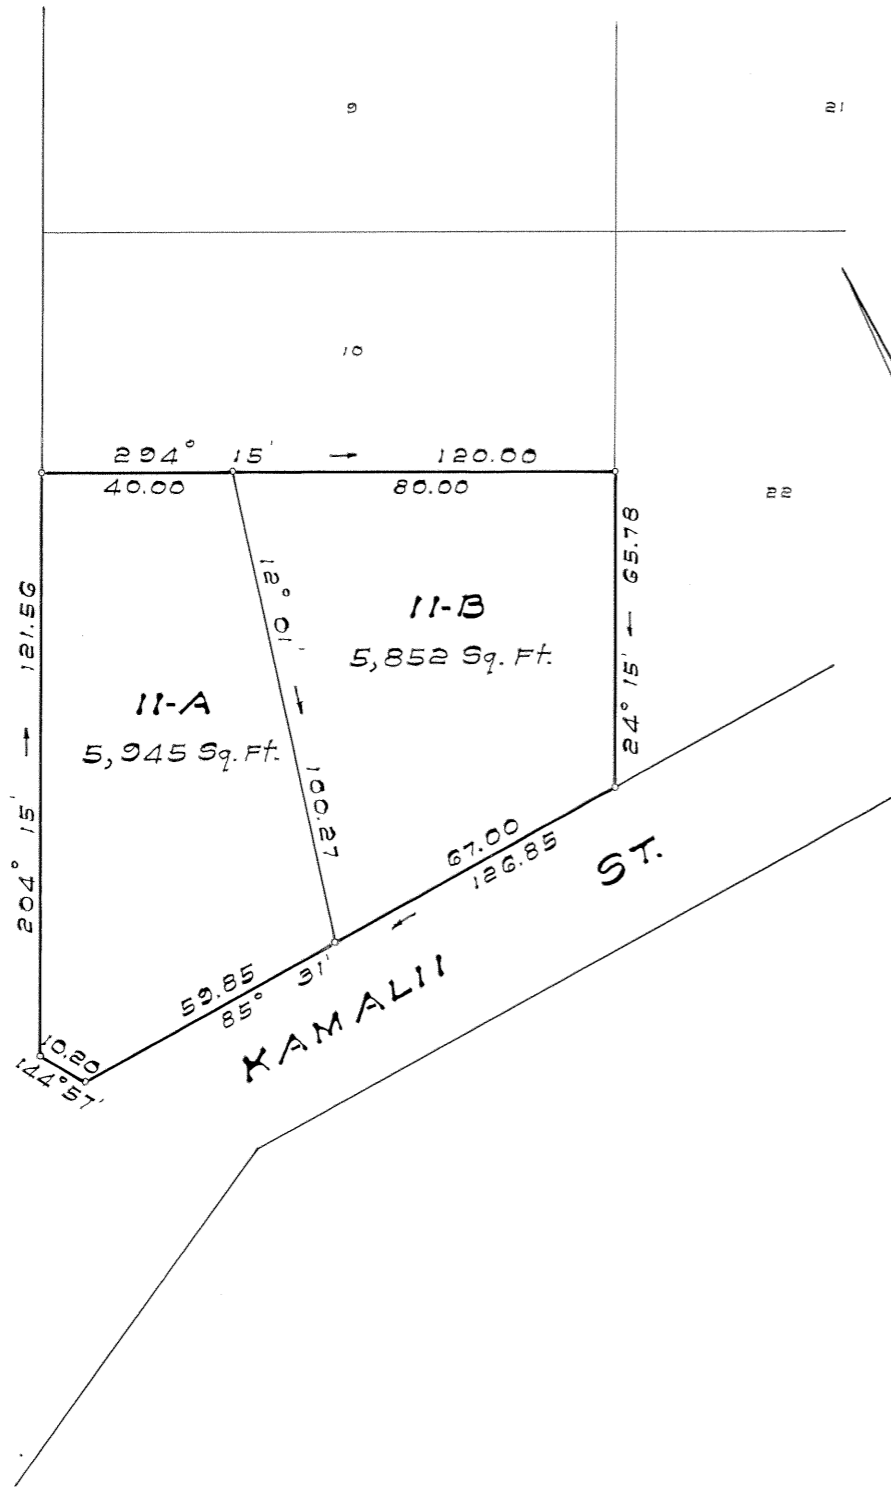 9
21
10
294° 15' → 120.00
40.00
80.00
22
65.78
24° 15' ←
12° 01' →
100.27
11-B
5,852 Sq. Ft.
11-A
5,945 Sq. Ft.
204° 15' → 121.56
67.00
126.85
59.85
85° 31'
10.20
144° 57'
KAMALII ST.